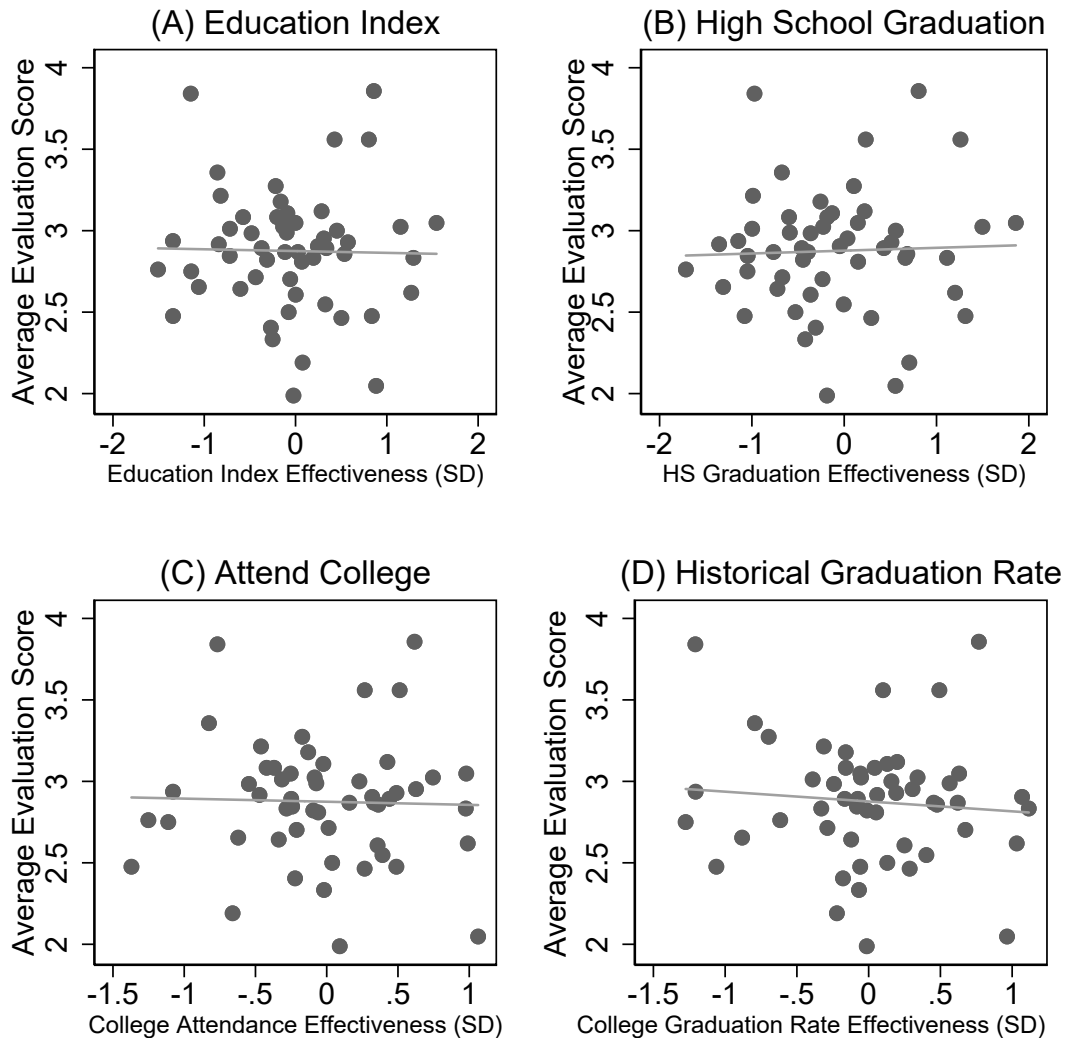 (A) Education Index
Average Evaluation Score
4
3.5
3
2.5
2
-2 -1 0 1 2
Education Index Effectiveness (SD)
(B) High School Graduation
Average Evaluation Score
4
3.5
3
2.5
2
-2 -1 0 1 2
HS Graduation Effectiveness (SD)
(C) Attend College
Average Evaluation Score
4
3.5
3
2.5
2
-1.5 -1 -.5 0 .5 1
College Attendance Effectiveness (SD)
(D) Historical Graduation Rate
Average Evaluation Score
4
3.5
3
2.5
2
-1.5 -1 -.5 0 .5 1
College Graduation Rate Effectiveness (SD)